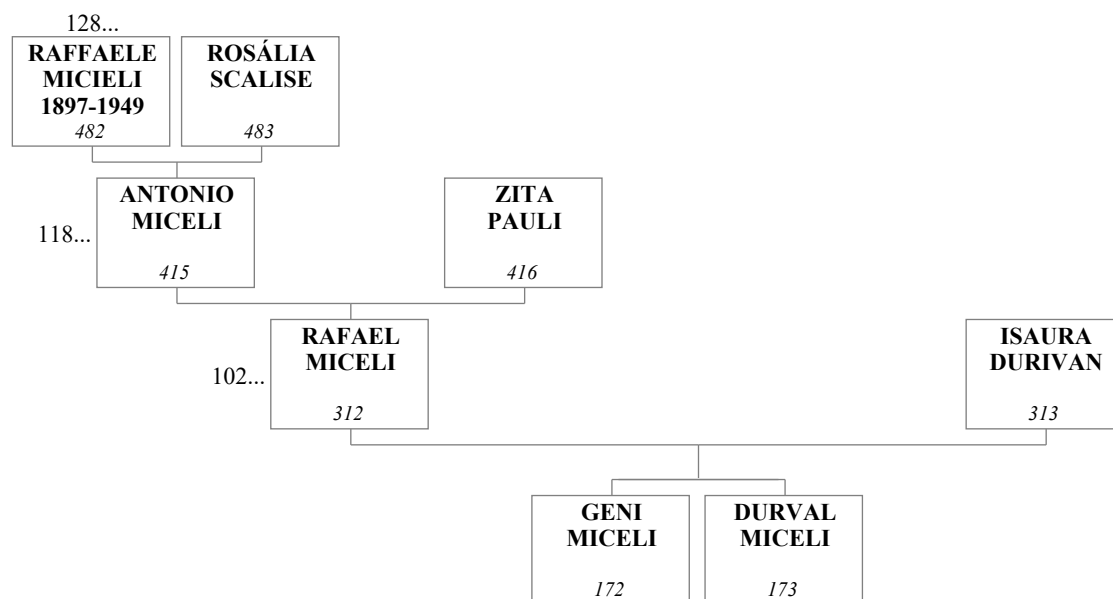 128...
RAFFAELE
MICIELI
1897-1949
482
ROSÁLIA
SCALISE
483
118...
ANTONIO
MICELI
415
ZITA
PAULI
416
102...
RAFAEL
MICELI
312
ISAURA
DURIVAN
313
GENI
MICELI
172
DURVAL
MICELI
173